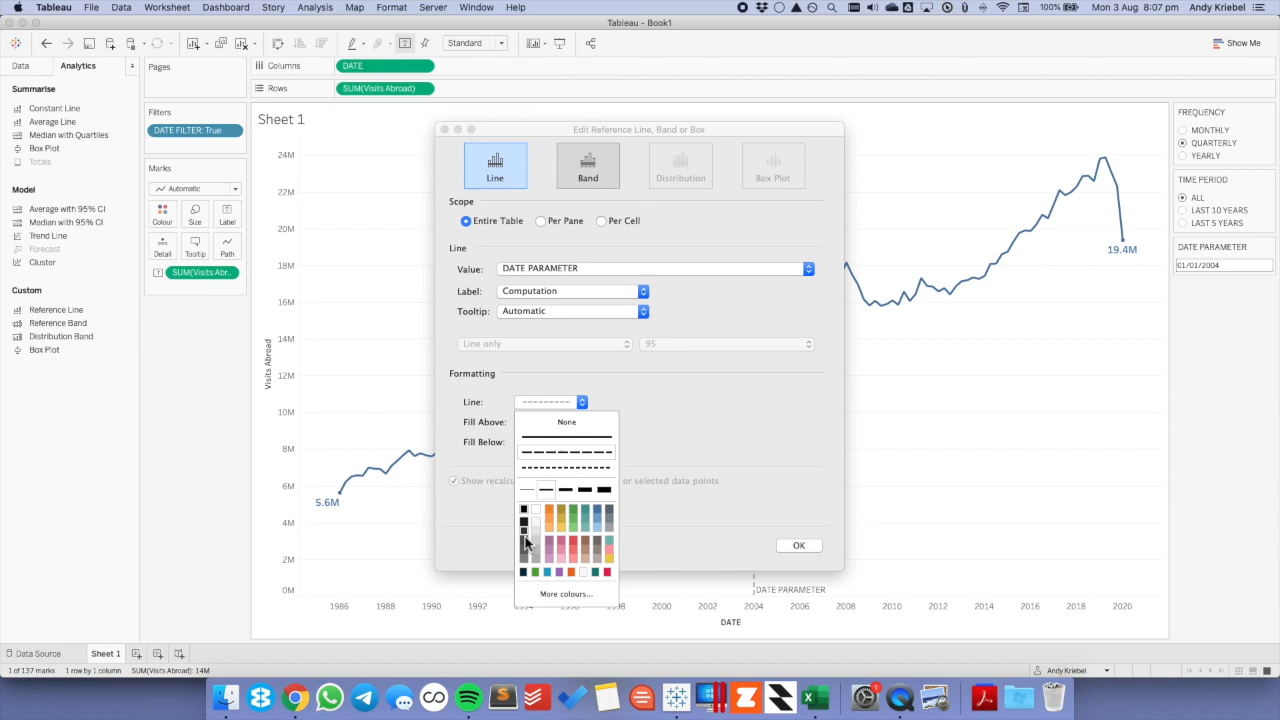 Tableau File Data Worksheet Dashboard Story Analysis Map Format Server Window Help 100% Mon 3 Aug 8:07 pm Andy Kriebel
Tableau - Book1
Standard Show Me
Data Analytics
Pages
Columns DATE
Rows SUM(Visits Abroad)
Summarise
Constant Line
Average Line
Median with Quartiles
Box Plot
Totals
Model
Average with 95% CI
Median with 95% CI
Trend Line
Forecast
Cluster
Custom
Reference Line
Reference Band
Distribution Band
Box Plot
Filters
DATE FILTER: True
Marks
Automatic
Colour Size Label
Detail Tooltip Path
SUM(Visits Abr..
Sheet 1
24M
22M
20M
18M
16M
14M
12M
10M
8M
6M
4M
2M
0M
Visits Abroad
5.6M
19.4M
DATE PARAMETER
1986 1988 1990 1992 1994 1996 1998 2000 2002 2004 2006 2008 2010 2012 2014 2016 2018 2020
DATE
Edit Reference Line, Band or Box
Line Band Distribution Box Plot
Scope
Entire Table Per Pane Per Cell
Line
Value: DATE PARAMETER
Label: Computation
Tooltip: Automatic
Line only 95
Formatting
Line:
Fill Above:
Fill Below:
None
Show recalcu or selected data points
More colours...
OK
FREQUENCY
MONTHLY
QUARTERLY
YEARLY
TIME PERIOD
ALL
LAST 10 YEARS
LAST 5 YEARS
DATE PARAMETER
01/01/2004
Data Source Sheet 1
1 of 137 marks 1 row by 1 column SUM(Visits Abroad): 14M Andy Kriebel